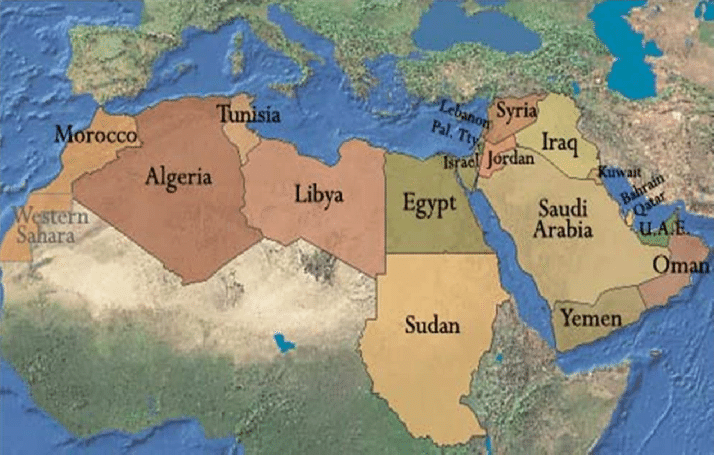 Morocco
Tunisia
Algeria
Western
Sahara
Libya
Egypt
Sudan
Lebanon
Pal. Tty.
Israel
Syria
Jordan
Iraq
Kuwait
Bahrain
Qatar
Saudi
Arabia
U.A.E.
Oman
Yemen